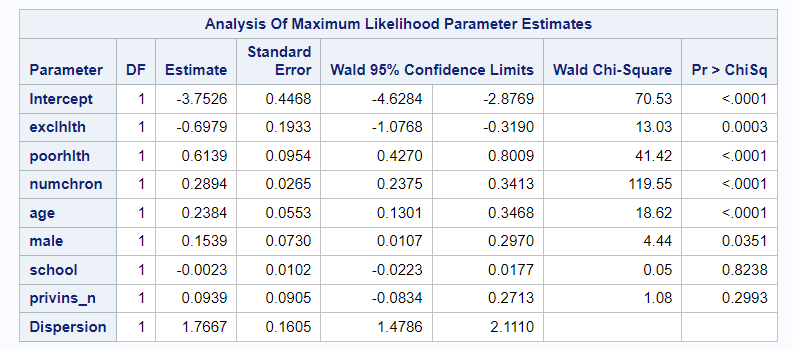 Analysis Of Maximum Likelihood Parameter Estimates
Parameter DF Estimate Standard Error Wald 95% Confidence Limits Wald Chi-Square Pr > ChiSq
Intercept 1 -3.7526 0.4468 -4.6284 -2.8769 70.53 <.0001
exclhlth 1 -0.6979 0.1933 -1.0768 -0.3190 13.03 0.0003
poorhlth 1 0.6139 0.0954 0.4270 0.8009 41.42 <.0001
numchron 1 0.2894 0.0265 0.2375 0.3413 119.55 <.0001
age 1 0.2384 0.0553 0.1301 0.3468 18.62 <.0001
male 1 0.1539 0.0730 0.0107 0.2970 4.44 0.0351
school 1 -0.0023 0.0102 -0.0223 0.0177 0.05 0.8238
privins_n 1 0.0939 0.0905 -0.0834 0.2713 1.08 0.2993
Dispersion 1 1.7667 0.1605 1.4786 2.1110